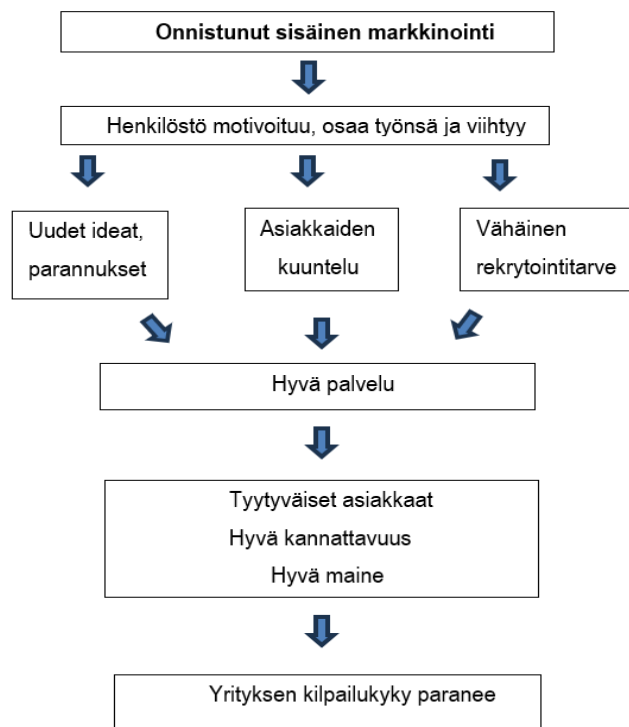 Onnistunut sisäinen markkinointi
Henkilöstö motivoituu, osaa työnsä ja viihtyy
Uudet ideat,
parannukset
Asiakkaiden
kuuntelu
Vähäinen
rekrytointitarve
Hyvä palvelu
Tyytyväiset asiakkaat
Hyvä kannattavuus
Hyvä maine
Yrityksen kilpailukyky paranee